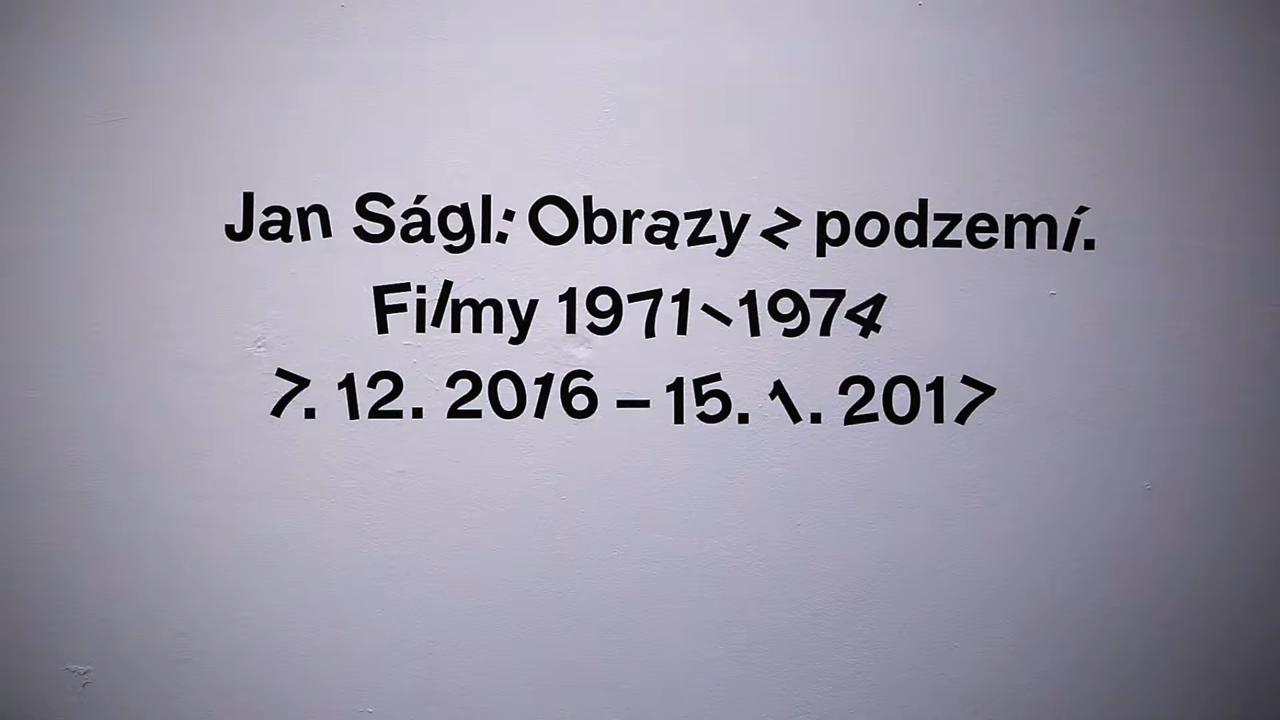 Jan Ságl: Obrazy z podzemí.
Filmy 1971–1974
7. 12. 2016 – 15. 1. 2017